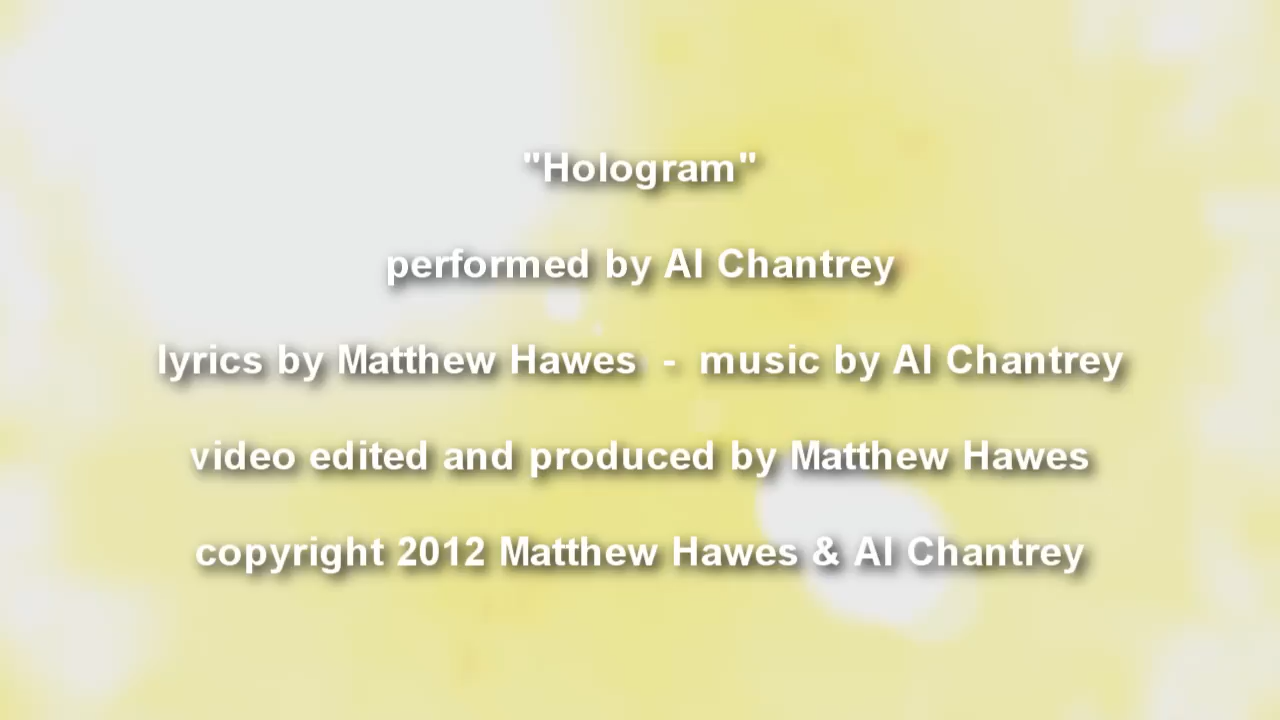 "Hologram"
performed by Al Chantrey
lyrics by Matthew Hawes - music by Al Chantrey
video edited and produced by Matthew Hawes
copyright 2012 Matthew Hawes & Al Chantrey